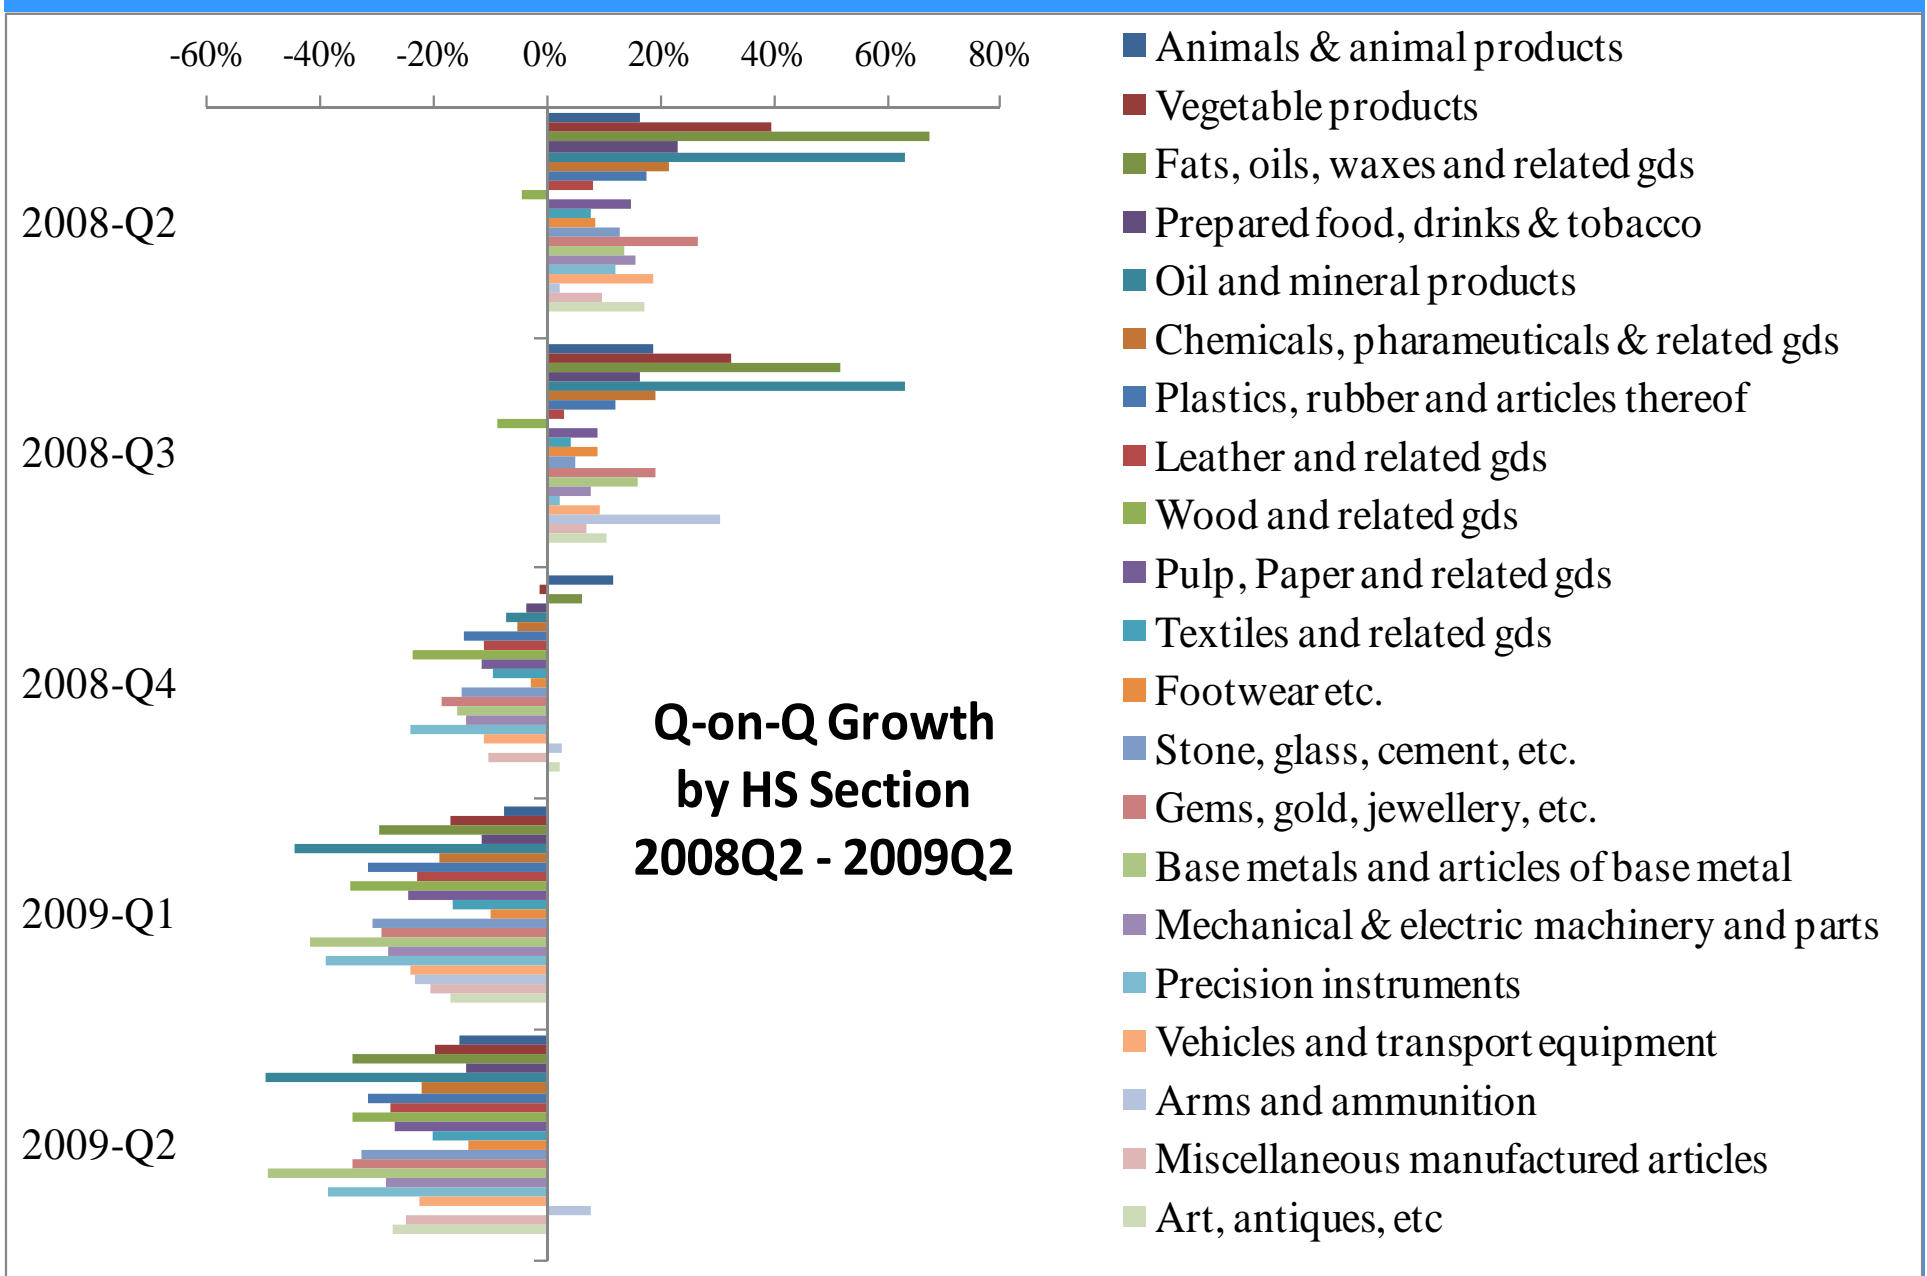 -60% -40% -20% 0% 20% 40% 60% 80%
2008-Q2
2008-Q3
2008-Q4
2009-Q1
2009-Q2
Q-on-Q Growth
by HS Section
2008Q2 - 2009Q2
Animals & animal products
Vegetable products
Fats, oils, waxes and related gds
Prepared food, drinks & tobacco
Oil and mineral products
Chemicals, pharameuticals & related gds
Plastics, rubber and articles thereof
Leather and related gds
Wood and related gds
Pulp, Paper and related gds
Textiles and related gds
Footwear etc.
Stone, glass, cement, etc.
Gems, gold, jewellery, etc.
Base metals and articles of base metal
Mechanical & electric machinery and parts
Precision instruments
Vehicles and transport equipment
Arms and ammunition
Miscellaneous manufactured articles
Art, antiques, etc